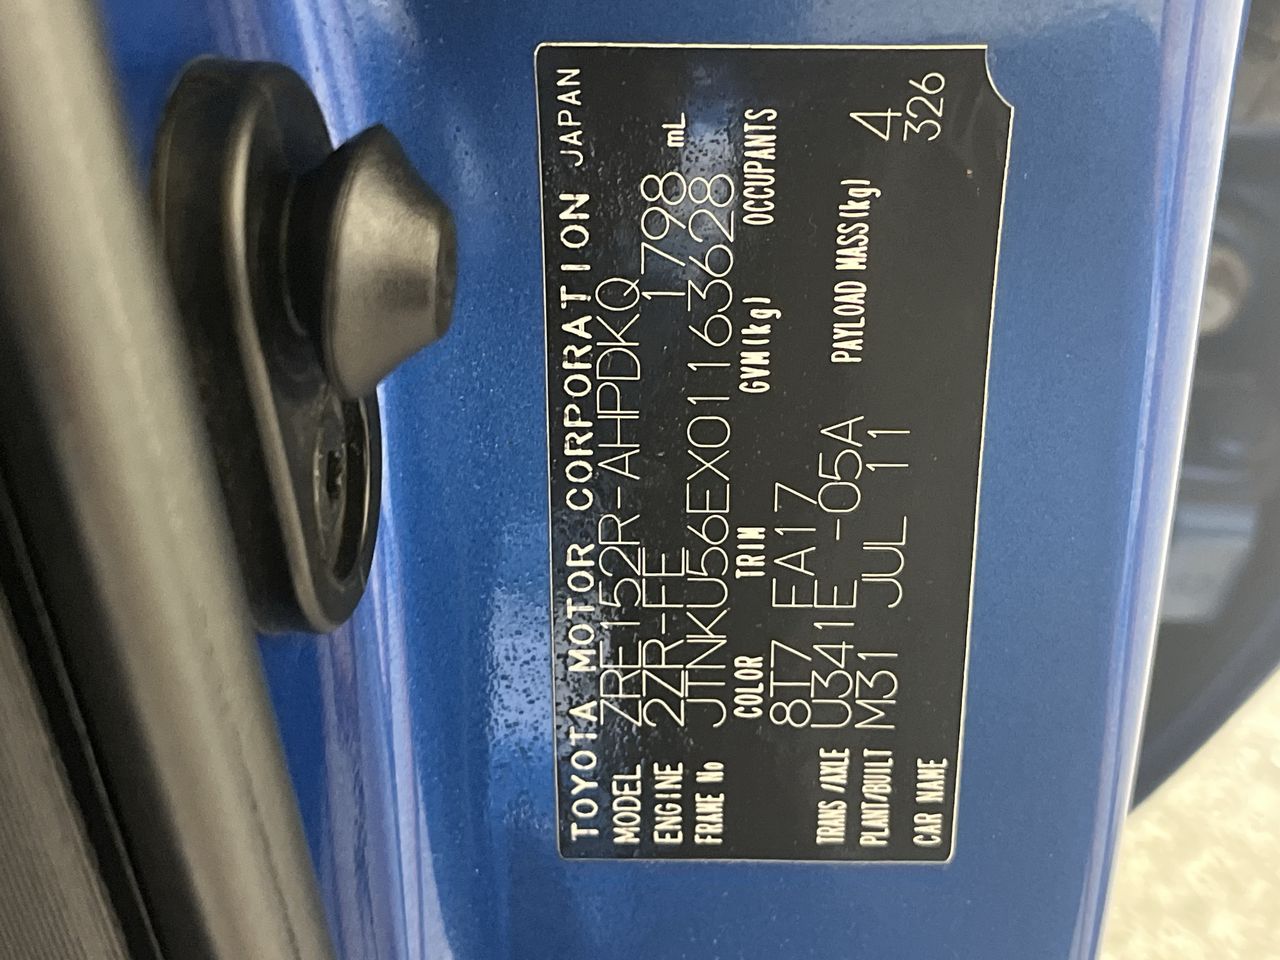 TOYOTA MOTOR CORPORATION JAPAN
MODEL ZRE152R-AHPDKQ
ENGINE 2ZR-FE 1798 mL
FRAME No JTNKU56EX01163628
COLOR TRIM GVM(kg) OCCUPANTS
8T7 EA17
TRANS/AXLE U341E -05A PAYLOAD MASS(kg) 4
PLANT/BUILT M31 JUL 11 326
CAR NAME